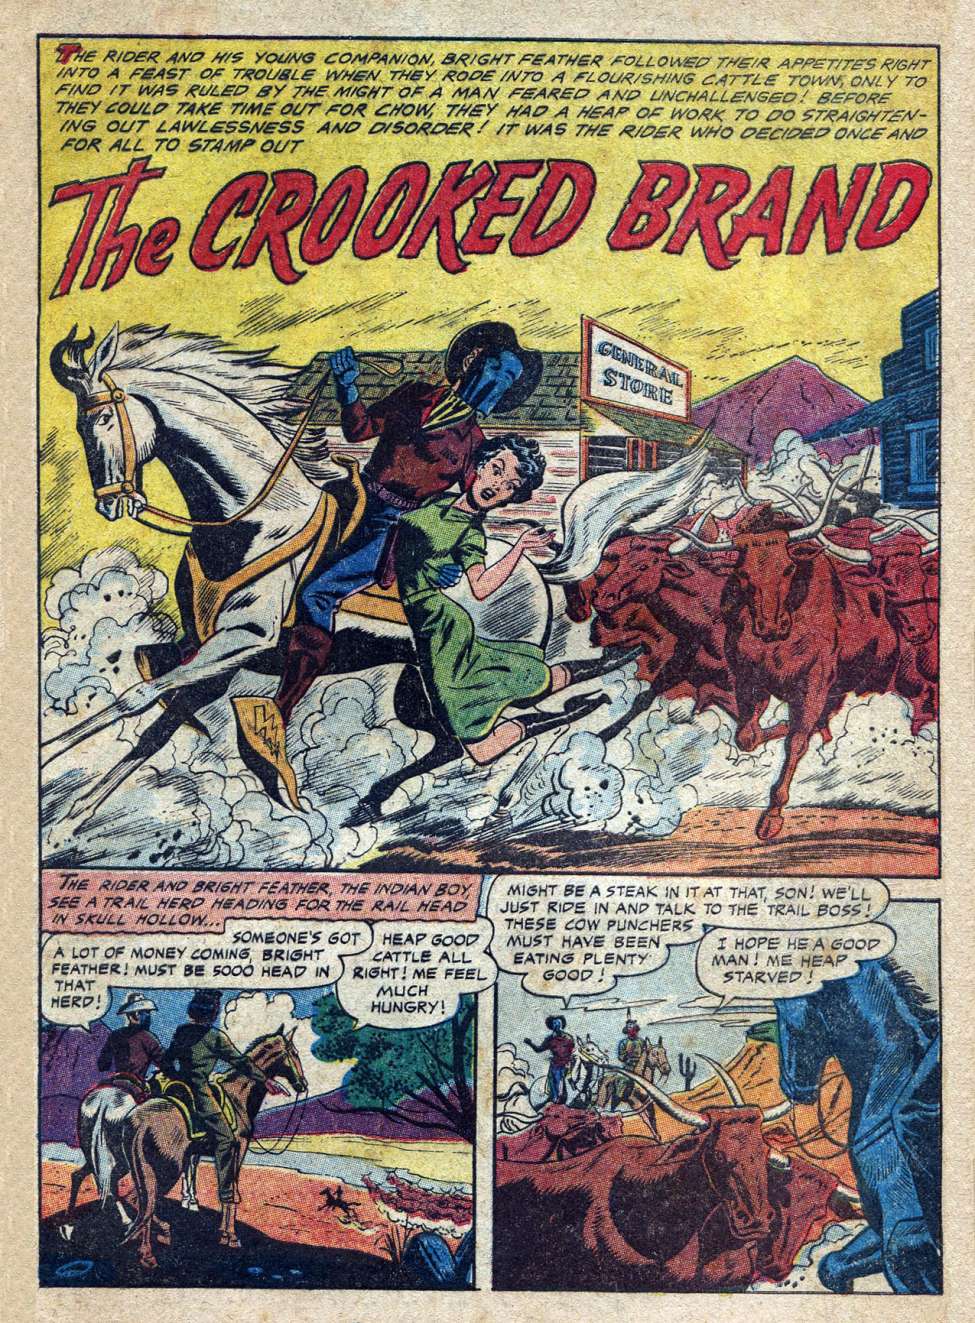 THE RIDER AND HIS YOUNG COMPANION, BRIGHT FEATHER FOLLOWED THEIR APPETITES RIGHT
INTO A FEAST OF TROUBLE WHEN THEY RODE INTO A FLOURISHING CATTLE TOWN, ONLY TO
FIND IT WAS RULED BY THE MIGHT OF A MAN FEARED AND UNCHALLENGED! BEFORE
THEY COULD TAKE TIME OUT FOR CHOW, THEY HAD A HEAP OF WORK TO DO STRAIGHTEN-
ING OUT LAWLESSNESS AND DISORDER! IT WAS THE RIDER WHO DECIDED ONCE AND
FOR ALL TO STAMP OUT
The CROOKED BRAND
GENERAL
STORE
THE RIDER AND BRIGHT FEATHER, THE INDIAN BOY,
SEE A TRAIL HERD HEADING FOR THE RAIL HEAD
IN SKULL HOLLOW...
SOMEONE'S GOT
A LOT OF MONEY COMING, BRIGHT
FEATHER! MUST BE 5000 HEAD IN
THAT
HERD!
HEAP GOOD
CATTLE ALL
RIGHT! ME FEEL
MUCH
HUNGRY!
MIGHT BE A STEAK IN IT AT THAT, SON! WE'LL
JUST RIDE IN AND TALK TO THE TRAIL BOSS!
THESE COW PUNCHERS
MUST HAVE BEEN
EATING PLENTY
GOOD!
I HOPE HE A GOOD
MAN! ME HEAP
STARVED!